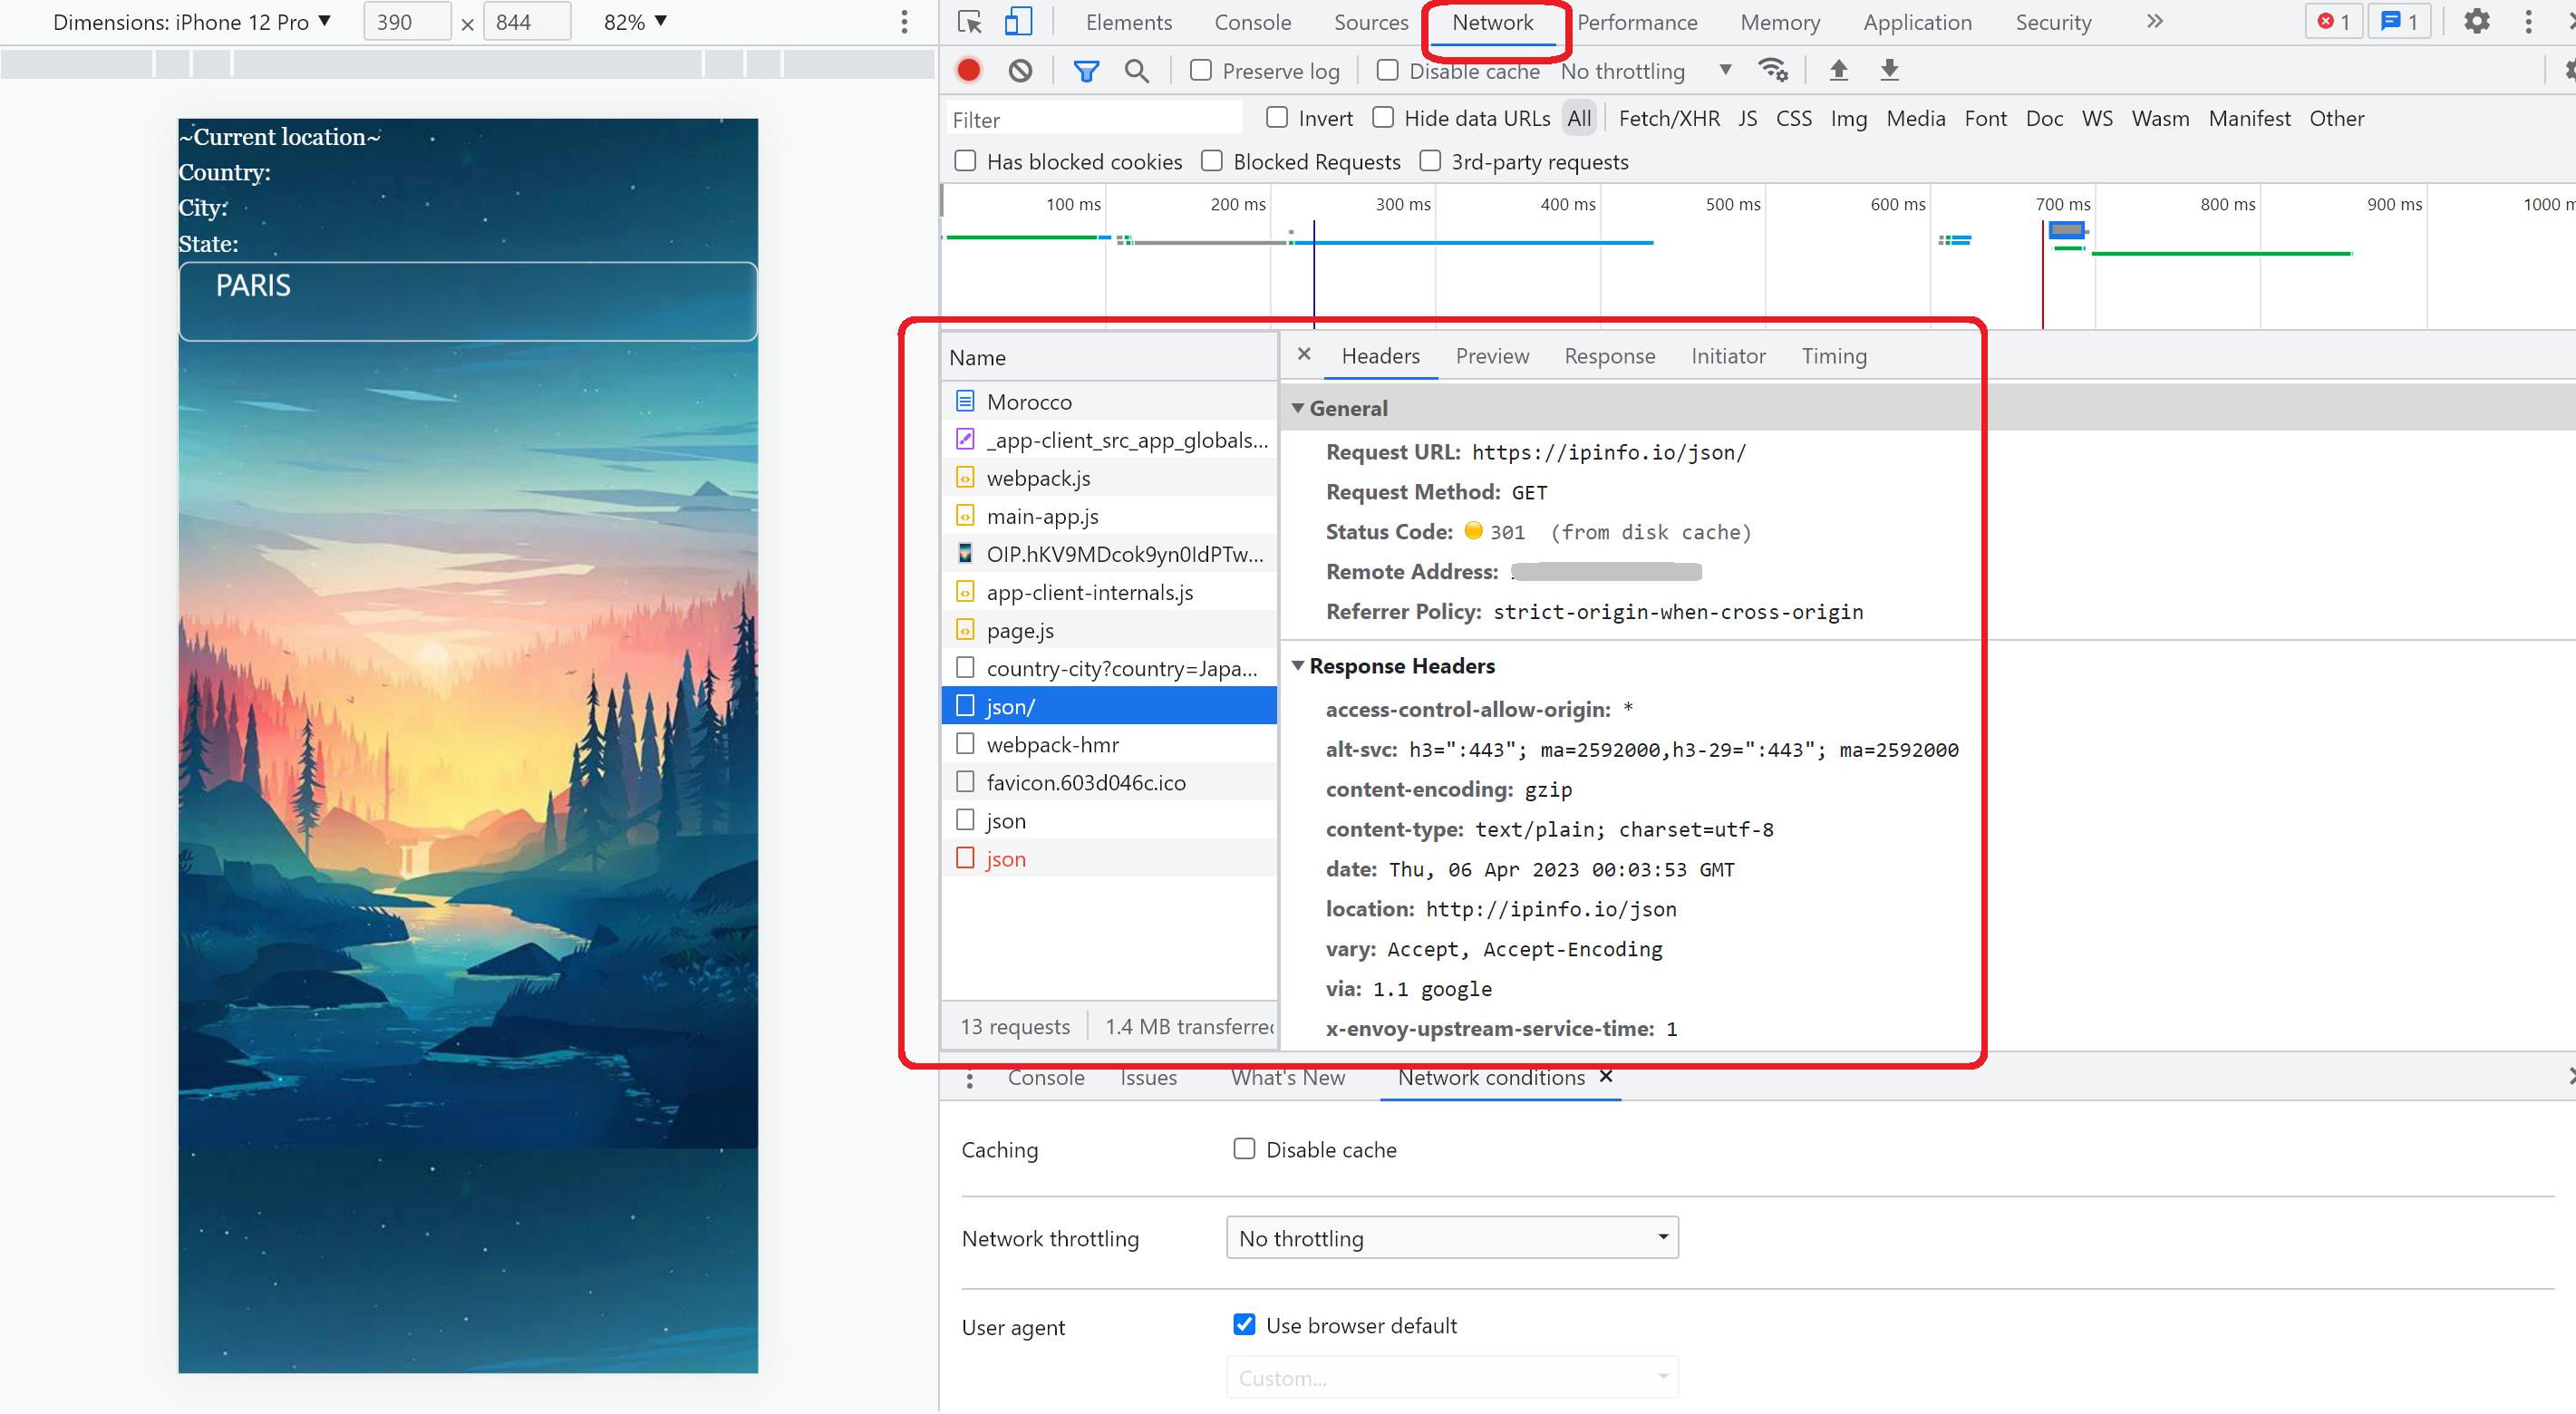 Dimensions: iPhone 12 Pro ▼ 390 × 844 82% ▼
~Current location~
Country:
City:
State:
PARIS
Elements Console Sources Network Performance Memory Application Security » 1 1
Preserve log Disable cache No throttling ▼
Filter Invert Hide data URLs All Fetch/XHR JS CSS Img Media Font Doc WS Wasm Manifest Other
Has blocked cookies Blocked Requests 3rd-party requests
100 ms 200 ms 300 ms 400 ms 500 ms 600 ms 700 ms 800 ms 900 ms 1000 m
Name
Morocco
_app-client_src_app_globals...
webpack.js
main-app.js
OIP.hKV9MDcok9yn0IdPTw...
app-client-internals.js
page.js
country-city?country=Japa...
json/
webpack-hmr
favicon.603d046c.ico
json
json
13 requests 1.4 MB transferred
× Headers Preview Response Initiator Timing
▼ General
Request URL: https://ipinfo.io/json/
Request Method: GET
Status Code: 301 (from disk cache)
Remote Address:
Referrer Policy: strict-origin-when-cross-origin
▼ Response Headers
access-control-allow-origin: *
alt-svc: h3=":443"; ma=2592000,h3-29=":443"; ma=2592000
content-encoding: gzip
content-type: text/plain; charset=utf-8
date: Thu, 06 Apr 2023 00:03:53 GMT
location: http://ipinfo.io/json
vary: Accept, Accept-Encoding
via: 1.1 google
x-envoy-upstream-service-time: 1
Console Issues What's New Network conditions ×
Caching Disable cache
Network throttling No throttling
User agent Use browser default
Custom...